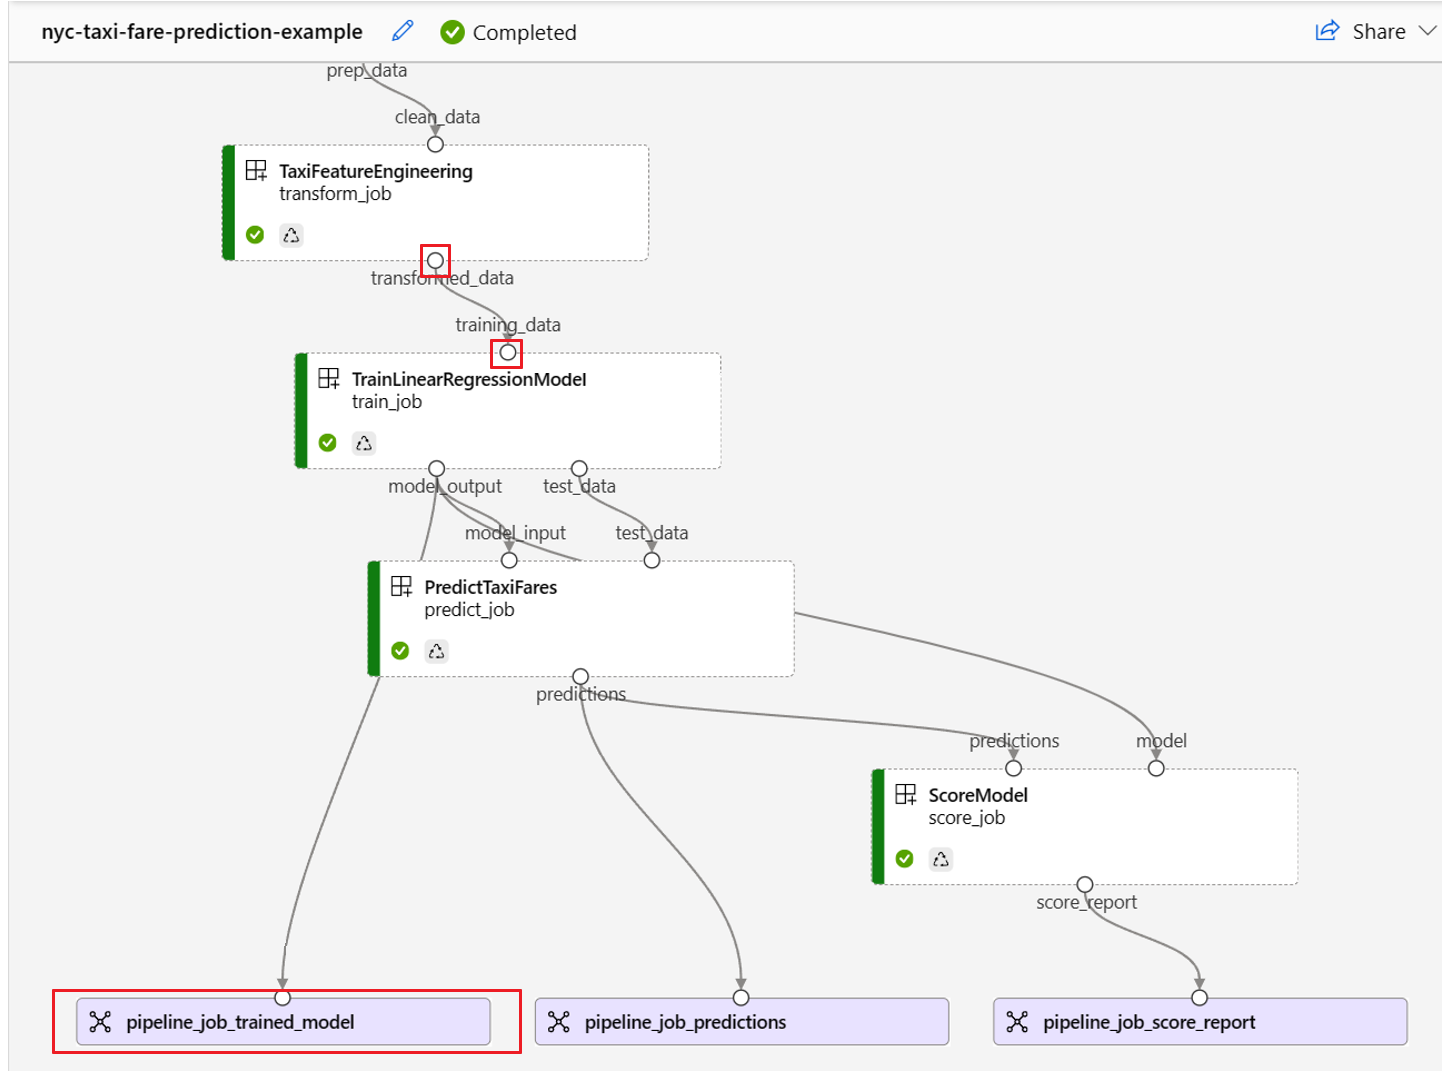 nyc-taxi-fare-prediction-example
Completed
Share
prep_data
clean_data
TaxiFeatureEngineering
transform_job
transformed_data
training_data
TrainLinearRegressionModel
train_job
model_output
test_data
model_input
test_data
PredictTaxiFares
predict_job
predictions
predictions
model
ScoreModel
score_job
score_report
pipeline_job_trained_model
pipeline_job_predictions
pipeline_job_score_report